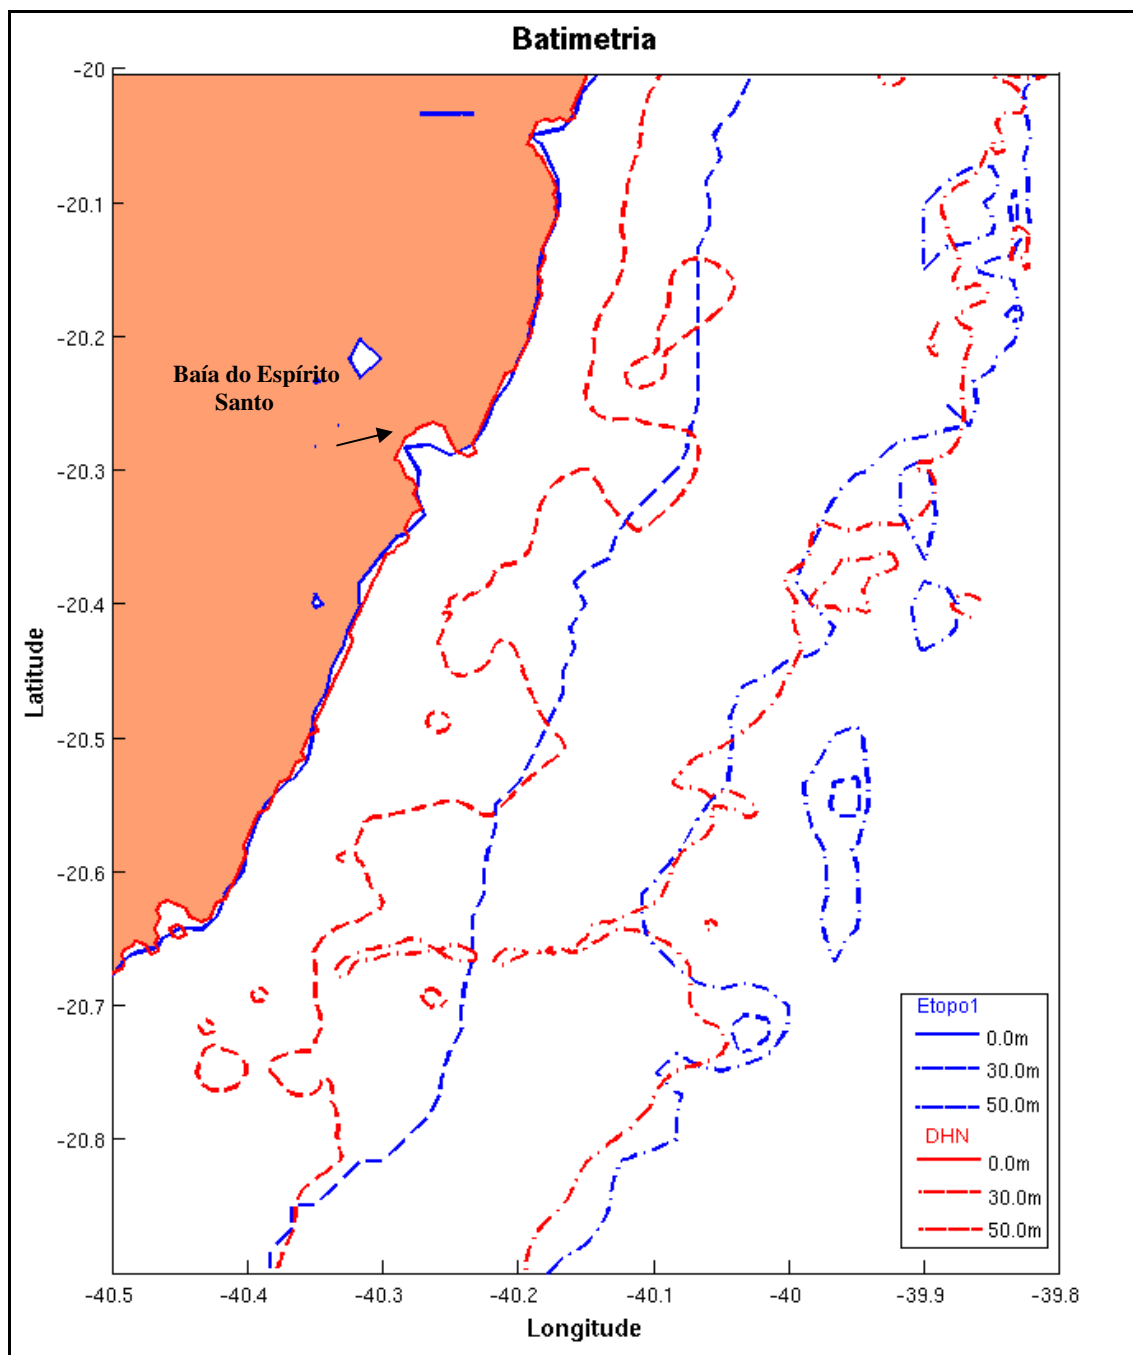 Batimetria
-20
-20.1
-20.2
-20.3
-20.4
-20.5
-20.6
-20.7
-20.8
Latitude
Baía do Espírito
Santo
Etopo1
0.0m
30.0m
50.0m
DHN
0.0m
30.0m
50.0m
-40.5
-40.4
-40.3
-40.2
-40.1
-40
-39.9
-39.8
Longitude